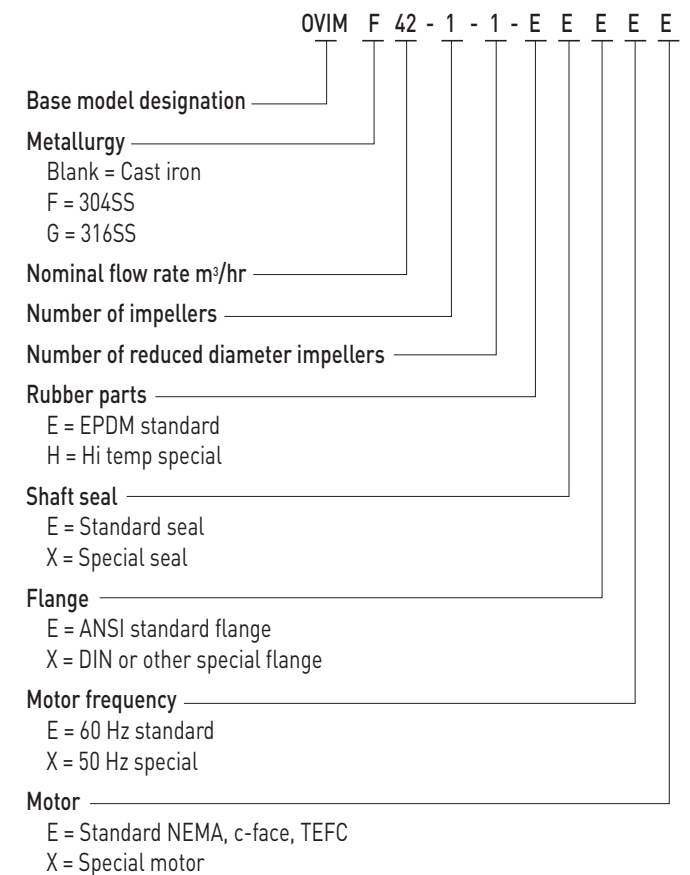 OVIM F 42 - 1 - 1 - E E E E E
Base model designation
Metallurgy
Blank = Cast iron
F = 304SS
G = 316SS
Nominal flow rate m³/hr
Number of impellers
Number of reduced diameter impellers
Rubber parts
E = EPDM standard
H = Hi temp special
Shaft seal
E = Standard seal
X = Special seal
Flange
E = ANSI standard flange
X = DIN or other special flange
Motor frequency
E = 60 Hz standard
X = 50 Hz special
Motor
E = Standard NEMA, c-face, TEFC
X = Special motor